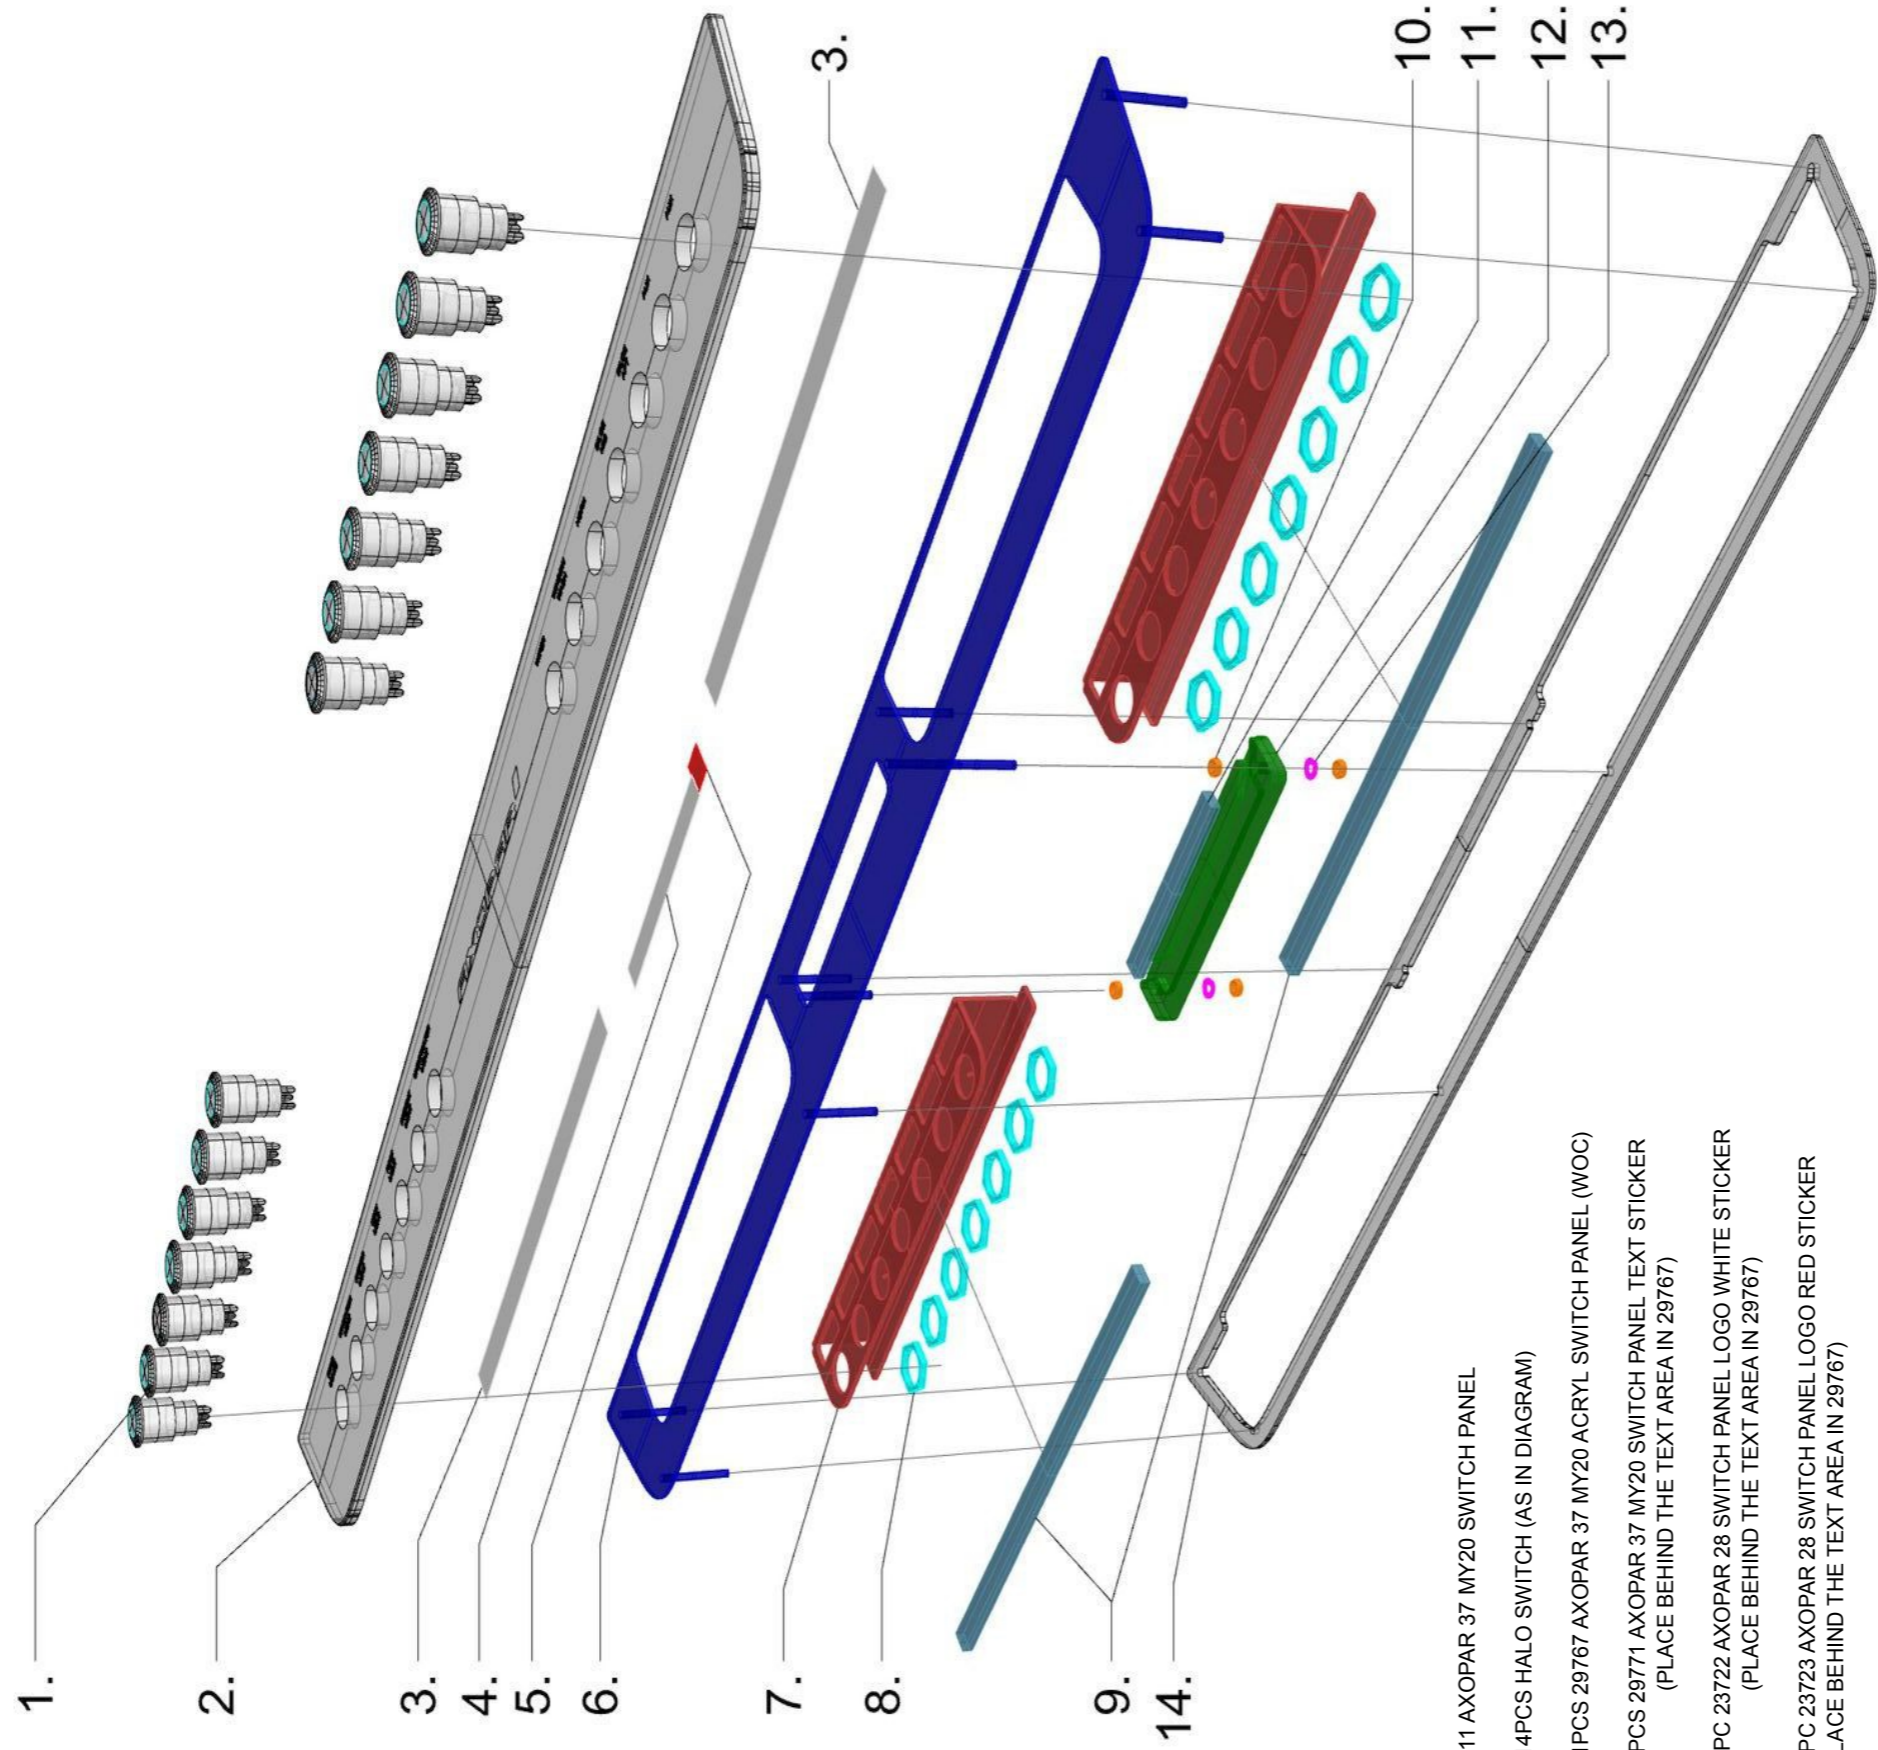 1.
2.
3.
4.
5.
6.
7.
8.
9.
14.
3.
10.
11.
12.
13.
11 AXOPAR 37 MY20 SWITCH PANEL
4PCS HALO SWITCH (AS IN DIAGRAM)
PCS 29767 AXOPAR 37 MY20 ACRYL SWITCH PANEL (WOC)
PCS 29771 AXOPAR 37 MY20 SWITCH PANEL TEXT STICKER
(PLACE BEHIND THE TEXT AREA IN 29767)
PC 23722 AXOPAR 28 SWITCH PANEL LOGO WHITE STICKER
(PLACE BEHIND THE TEXT AREA IN 29767)
PC 23723 AXOPAR 28 SWITCH PANEL LOGO RED STICKER
LACE BEHIND THE TEXT AREA IN 29767)